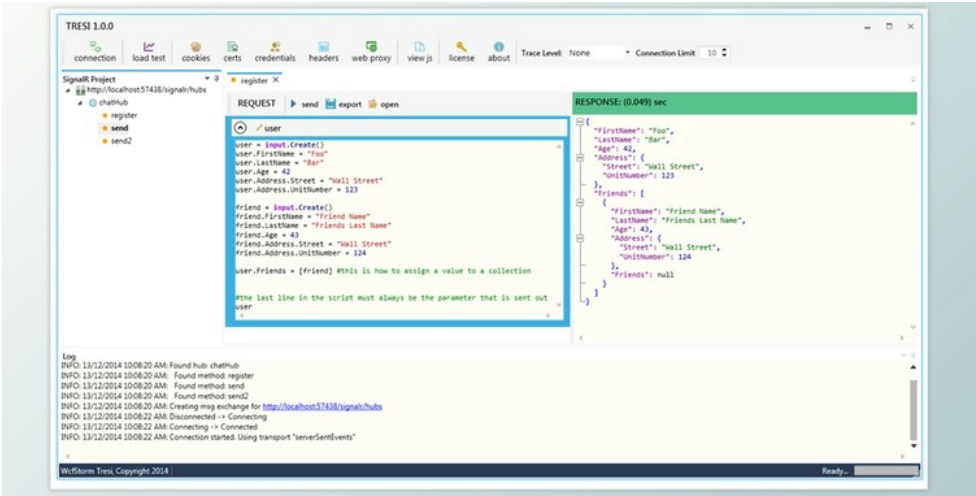 TRESI 1.0.0
connection load test cookies certs credentials headers web proxy view js license about Trace Level: None Connection Limit 10
SignalR Project
http://localhost:57438/signalr/hubs
chatHub
register
send
send2
register
REQUEST send export open
user
user = input.Create()
user.FirstName = "Foo"
user.LastName = "Bar"
user.Age = 42
user.Address.Street = "Wall Street"
user.Address.UnitNumber = 123
friend = input.Create()
friend.FirstName = "Friend Name"
friend.LastName = "Friends Last Name"
friend.Age = 43
friend.Address.Street = "Wall Street"
friend.Address.UnitNumber = 124
user.Friends = [friend] #this is how to assign a value to a collection
#the last line in the script must always be the parameter that is sent out
user
RESPONSE: (0.049) sec
{
"FirstName": "Foo",
"LastName": "Bar",
"Age": 42,
"Address": {
"Street": "Wall Street",
"UnitNumber": 123
},
"Friends": [
{
"FirstName": "Friend Name",
"LastName": "Friends Last Name",
"Age": 43,
"Address": {
"Street": "Wall Street",
"UnitNumber": 124
},
"Friends": null
}
]
}
Log
INFO: 13/12/2014 10:08:20 AM: Found hub: chatHub
INFO: 13/12/2014 10:08:20 AM: Found method: register
INFO: 13/12/2014 10:08:20 AM: Found method: send
INFO: 13/12/2014 10:08:20 AM: Found method: send2
INFO: 13/12/2014 10:08:20 AM: Creating msg exchange for http://localhost:57438/signalr/hubs
INFO: 13/12/2014 10:08:22 AM: Disconnected -> Connecting
INFO: 13/12/2014 10:08:22 AM: Connecting -> Connected
INFO: 13/12/2014 10:08:22 AM: Connection started. Using transport "serverSentEvents"
WcfStorm Tresi, Copyright 2014
Ready...